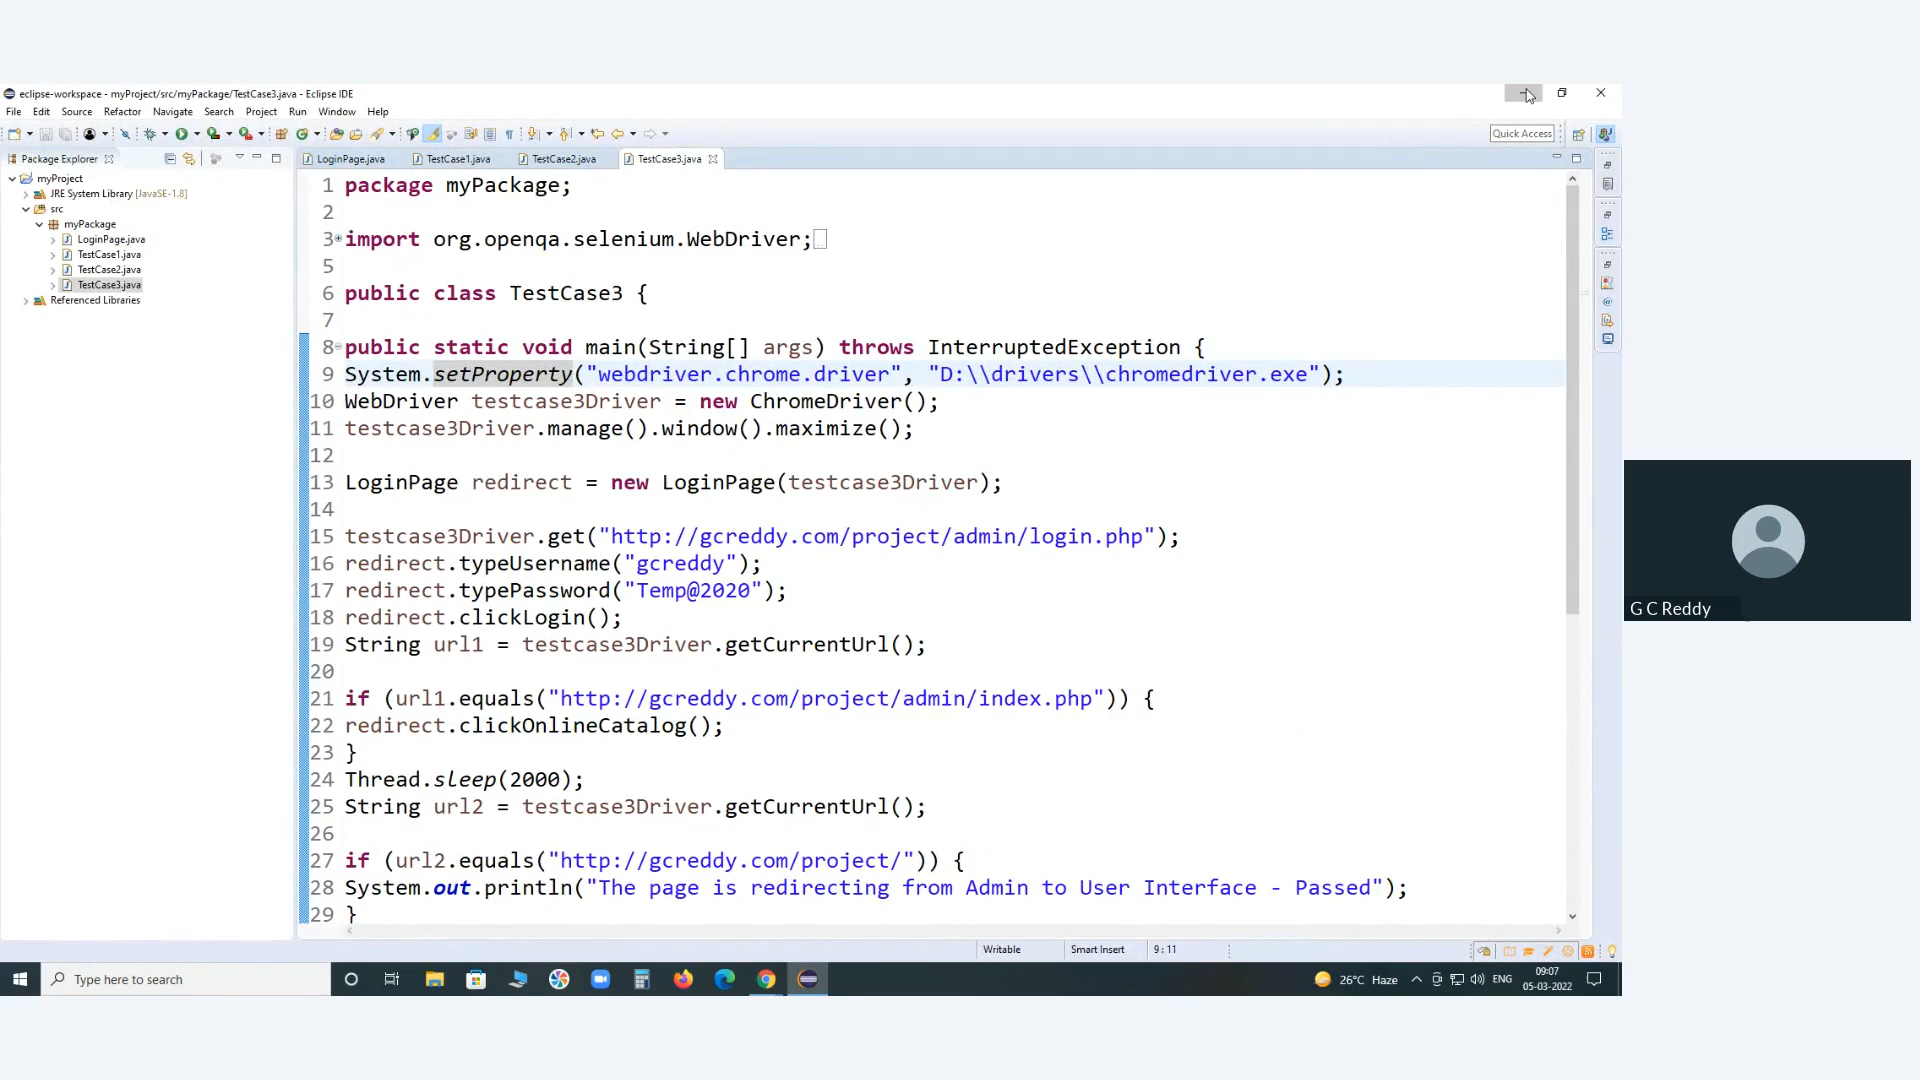 eclipse-workspace - myProject/src/myPackage/TestCase3.java - Eclipse IDE
File Edit Source Refactor Navigate Search Project Run Window Help
Quick Access
Package Explorer
LoginPage.java TestCase1.java TestCase2.java TestCase3.java
myProject
JRE System Library [JavaSE-1.8]
src
myPackage
LoginPage.java
TestCase1.java
TestCase2.java
TestCase3.java
Referenced Libraries
1 package myPackage;
2
3 import org.openqa.selenium.WebDriver;
5
6 public class TestCase3 {
7
8 public static void main(String[] args) throws InterruptedException {
9 System.setProperty("webdriver.chrome.driver", "D:\\drivers\\chromedriver.exe");
10 WebDriver testcase3Driver = new ChromeDriver();
11 testcase3Driver.manage().window().maximize();
12
13 LoginPage redirect = new LoginPage(testcase3Driver);
14
15 testcase3Driver.get("http://gcreddy.com/project/admin/login.php");
16 redirect.typeUsername("gcreddy");
17 redirect.typePassword("Temp@2020");
18 redirect.clickLogin();
19 String url1 = testcase3Driver.getCurrentUrl();
20
21 if (url1.equals("http://gcreddy.com/project/admin/index.php")) {
22 redirect.clickOnlineCatalog();
23 }
24 Thread.sleep(2000);
25 String url2 = testcase3Driver.getCurrentUrl();
26
27 if (url2.equals("http://gcreddy.com/project/")) {
28 System.out.println("The page is redirecting from Admin to User Interface - Passed");
29 }
G C Reddy
Writable Smart Insert 9 : 11
Type here to search
26°C Haze ENG 09:07
05-03-2022